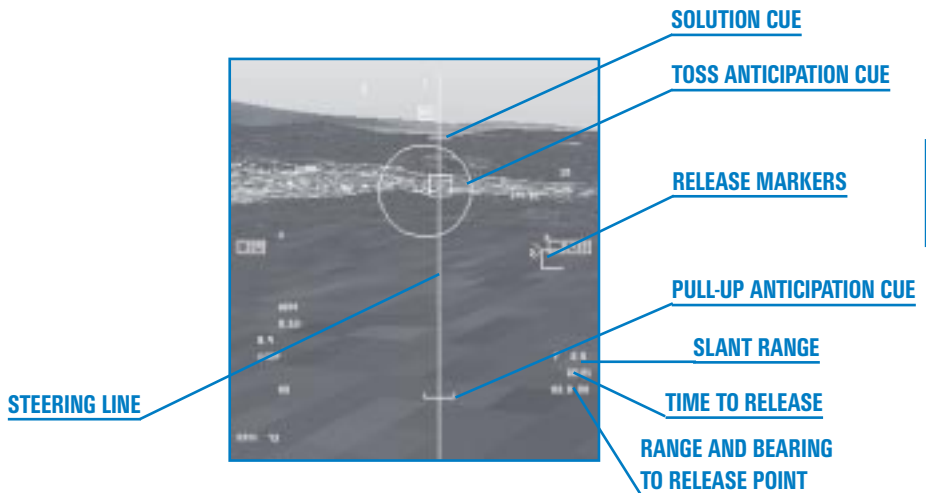 SOLUTION CUE
TOSS ANTICIPATION CUE
RELEASE MARKERS
PULL-UP ANTICIPATION CUE
SLANT RANGE
STEERING LINE
TIME TO RELEASE
RANGE AND BEARING
TO RELEASE POINT